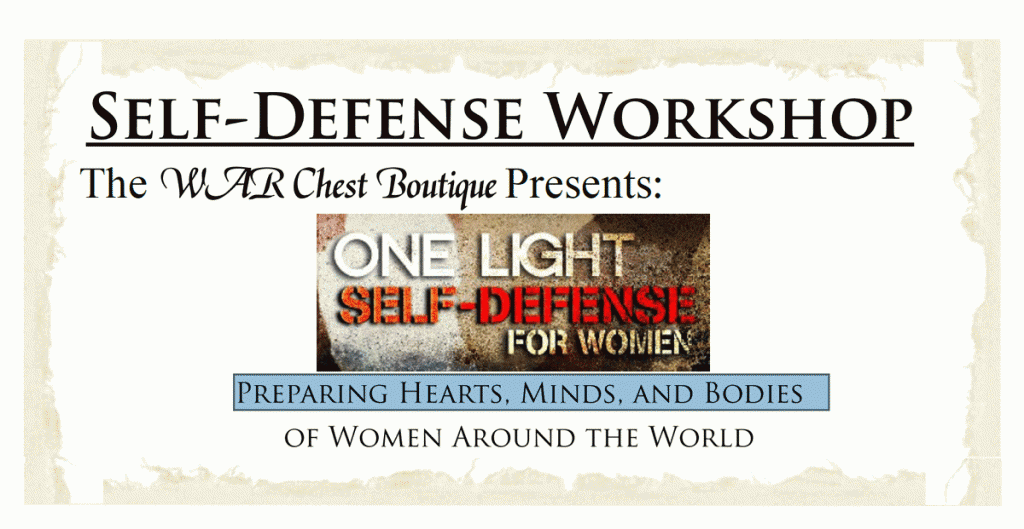 Self-Defense Workshop
The WAR Chest Boutique Presents:
ONE LIGHT
SELF-DEFENSE
FOR WOMEN
Preparing Hearts, Minds, and Bodies
of Women Around the World